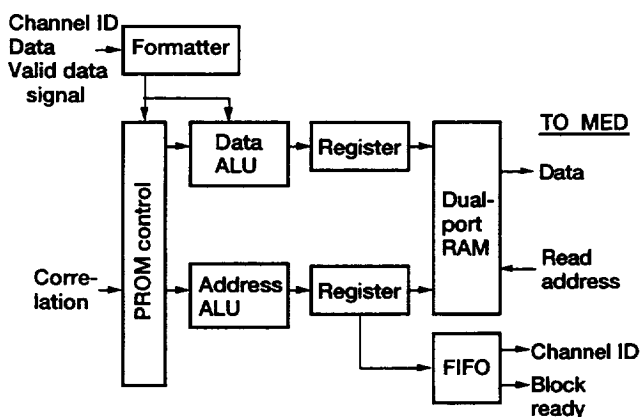 Channel ID
Data
Valid data
signal
Formatter
TO MED
Data
ALU
Register
Dual-
port
RAM
Data
Read
address
PROM control
Corre-
lation
Address
ALU
Register
FIFO
Channel ID
Block
ready